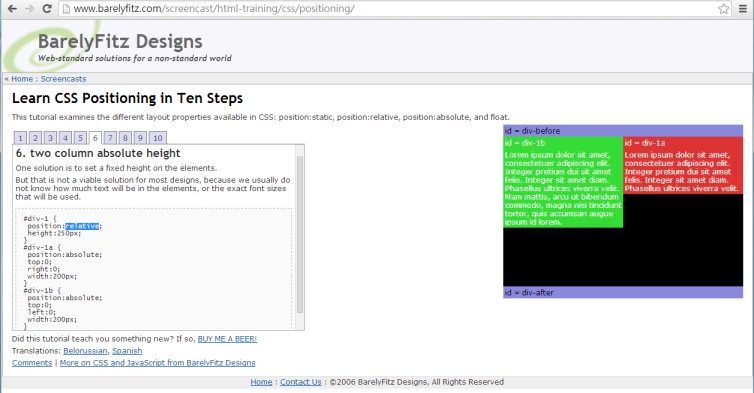 www.barelyfitz.com/screencast/html-training/css/positioning/
BarelyFitz Designs
Web-standard solutions for a non-standard world
« Home : Screencasts
Learn CSS Positioning in Ten Steps
This tutorial examines the different layout properties available in CSS: position:static, position:relative, position:absolute, and float.
1 2 3 4 5 6 7 8 9 10
6. two column absolute height
One solution is to set a fixed height on the elements.
But that is not a viable solution for most designs, because we usually do
not know how much text will be in the elements, or the exact font sizes
that will be used.
#div-1 {
position:relative;
height:250px;
}
#div-1a {
position:absolute;
top:0;
right:0;
width:200px;
}
#div-1b {
position:absolute;
top:0;
left:0;
width:200px;
}
id = div-before
id = div-1b
Lorem ipsum dolor sit amet,
consectetuer adipiscing elit.
Integer pretium dui sit amet
felis. Integer sit amet diam.
Phasellus ultrices viverra velit.
Nam mattis, arcu ut bibendum
commodo, magna nisi tincidunt
tortor, quis accumsan augue
ipsum id lorem.
id = div-1a
Lorem ipsum dolor sit amet,
consectetuer adipiscing elit.
Integer pretium dui sit amet
felis. Integer sit amet diam.
Phasellus ultrices viverra velit.
id = div-after
Did this tutorial teach you something new? If so, BUY ME A BEER!
Translations: Belorussian, Spanish
Comments | More on CSS and JavaScript from BarelyFitz Designs
Home : Contact Us : ©2006 BarelyFitz Designs, All Rights Reserved